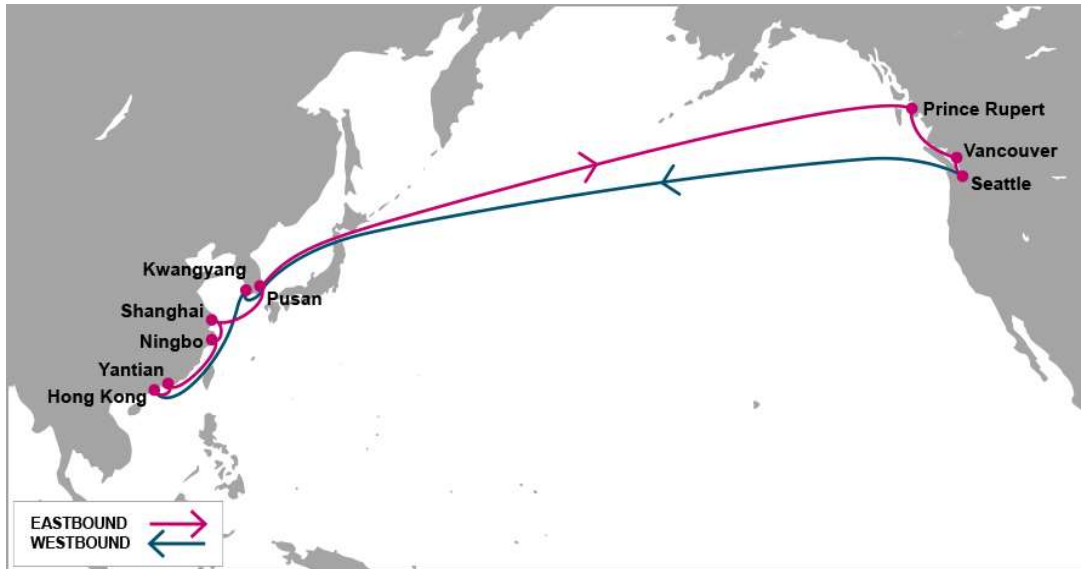 Prince Rupert
Vancouver
Seattle
Kwangyang
Pusan
Shanghai
Ningbo
Yantian
Hong Kong
EASTBOUND
WESTBOUND